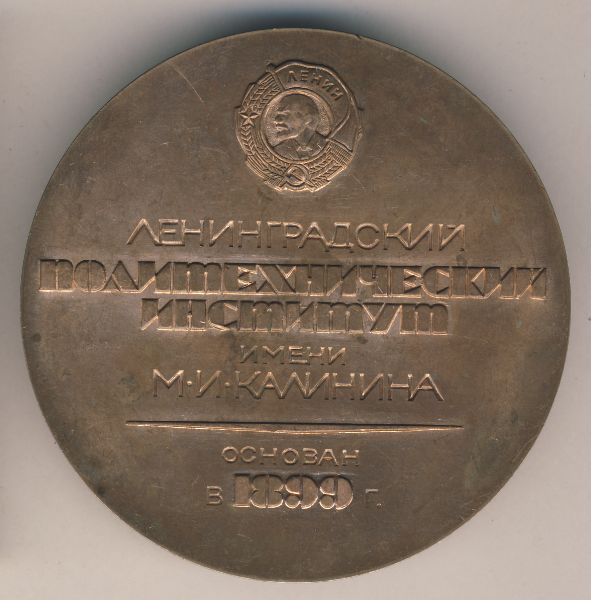 ЛЕНИН
ЛЕНИНГРАДСКИЙ
ПОЛИТЕХНИЧЕСКИЙ
ИНСТИТУТ
ИМЕНИ
М·И·КАЛИНИНА
ОСНОВАН
В 1899 Г.